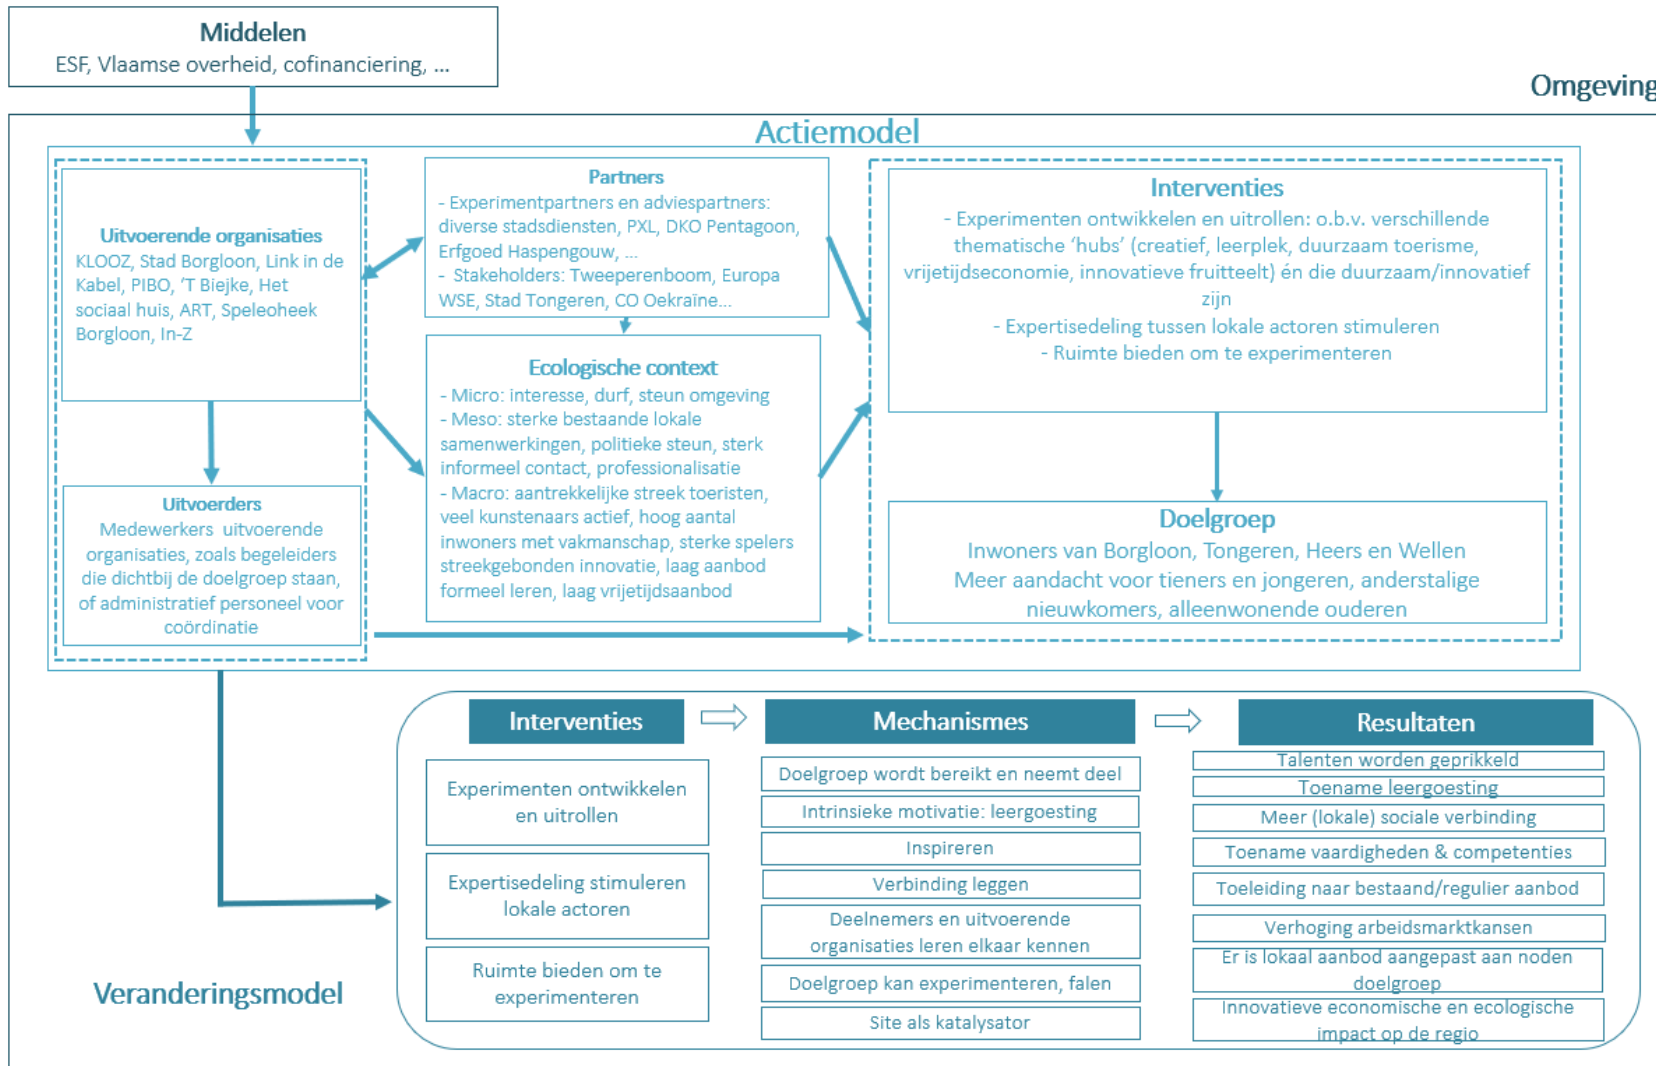 Middelen
ESF, Vlaamse overheid, cofinanciering, ...
Omgeving
Actiemodel
Uitvoerende organisaties
KLOOZ, Stad Borgloon, Link in de
Kabel, PIBO, ‘T Biejke, Het
sociaal huis, ART, Speleoheek
Borgloon, In-Z
Uitvoerders
Medewerkers uitvoerende
organisaties, zoals begeleiders
die dichtbij de doelgroep staan,
of administratief personeel voor
coördinatie
Partners
- Experimentpartners en adviespartners:
diverse stadsdiensten, PXL, DKO Pentagoon,
Erfgoed Haspengouw, ...
- Stakeholders: Tweeperenboom, Europa
WSE, Stad Tongeren, CO Oekraïne...
Ecologische context
- Micro: interesse, durf, steun omgeving
- Meso: sterke bestaande lokale
samenwerkingen, politieke steun, sterk
informeel contact, professionalisatie
- Macro: aantrekkelijke streek toeristen,
veel kunstenaars actief, hoog aantal
inwoners met vakmanschap, sterke spelers
streekgebonden innovatie, laag aanbod
formeel leren, laag vrijetijdsaanbod
Interventies
- Experimenten ontwikkelen en uitrollen: o.b.v. verschillende
thematische ‘hubs’ (creatief, leerplek, duurzaam toerisme,
vrijetijdseconomie, innovatieve fruitteelt) én die duurzaam/innovatief
zijn
- Expertisedeling tussen lokale actoren stimuleren
- Ruimte bieden om te experimenteren
Doelgroep
Inwoners van Borgloon, Tongeren, Heers en Wellen
Meer aandacht voor tieners en jongeren, anderstalige
nieuwkomers, alleenwonende ouderen
Veranderingsmodel
Interventies
Experimenten ontwikkelen
en uitrollen
Expertisedeling stimuleren
lokale actoren
Ruimte bieden om te
experimenteren
Mechanismes
Doelgroep wordt bereikt en neemt deel
Intrinsieke motivatie: leergoesting
Inspireren
Verbinding leggen
Deelnemers en uitvoerende
organisaties leren elkaar kennen
Doelgroep kan experimenteren, falen
Site als katalysator
Resultaten
Talenten worden geprikkeld
Toename leergoesting
Meer (lokale) sociale verbinding
Toename vaardigheden & competenties
Toeleiding naar bestaand/regulier aanbod
Verhoging arbeidsmarktkansen
Er is lokaal aanbod aangepast aan noden
doelgroep
Innovatieve economische en ecologische
impact op de regio